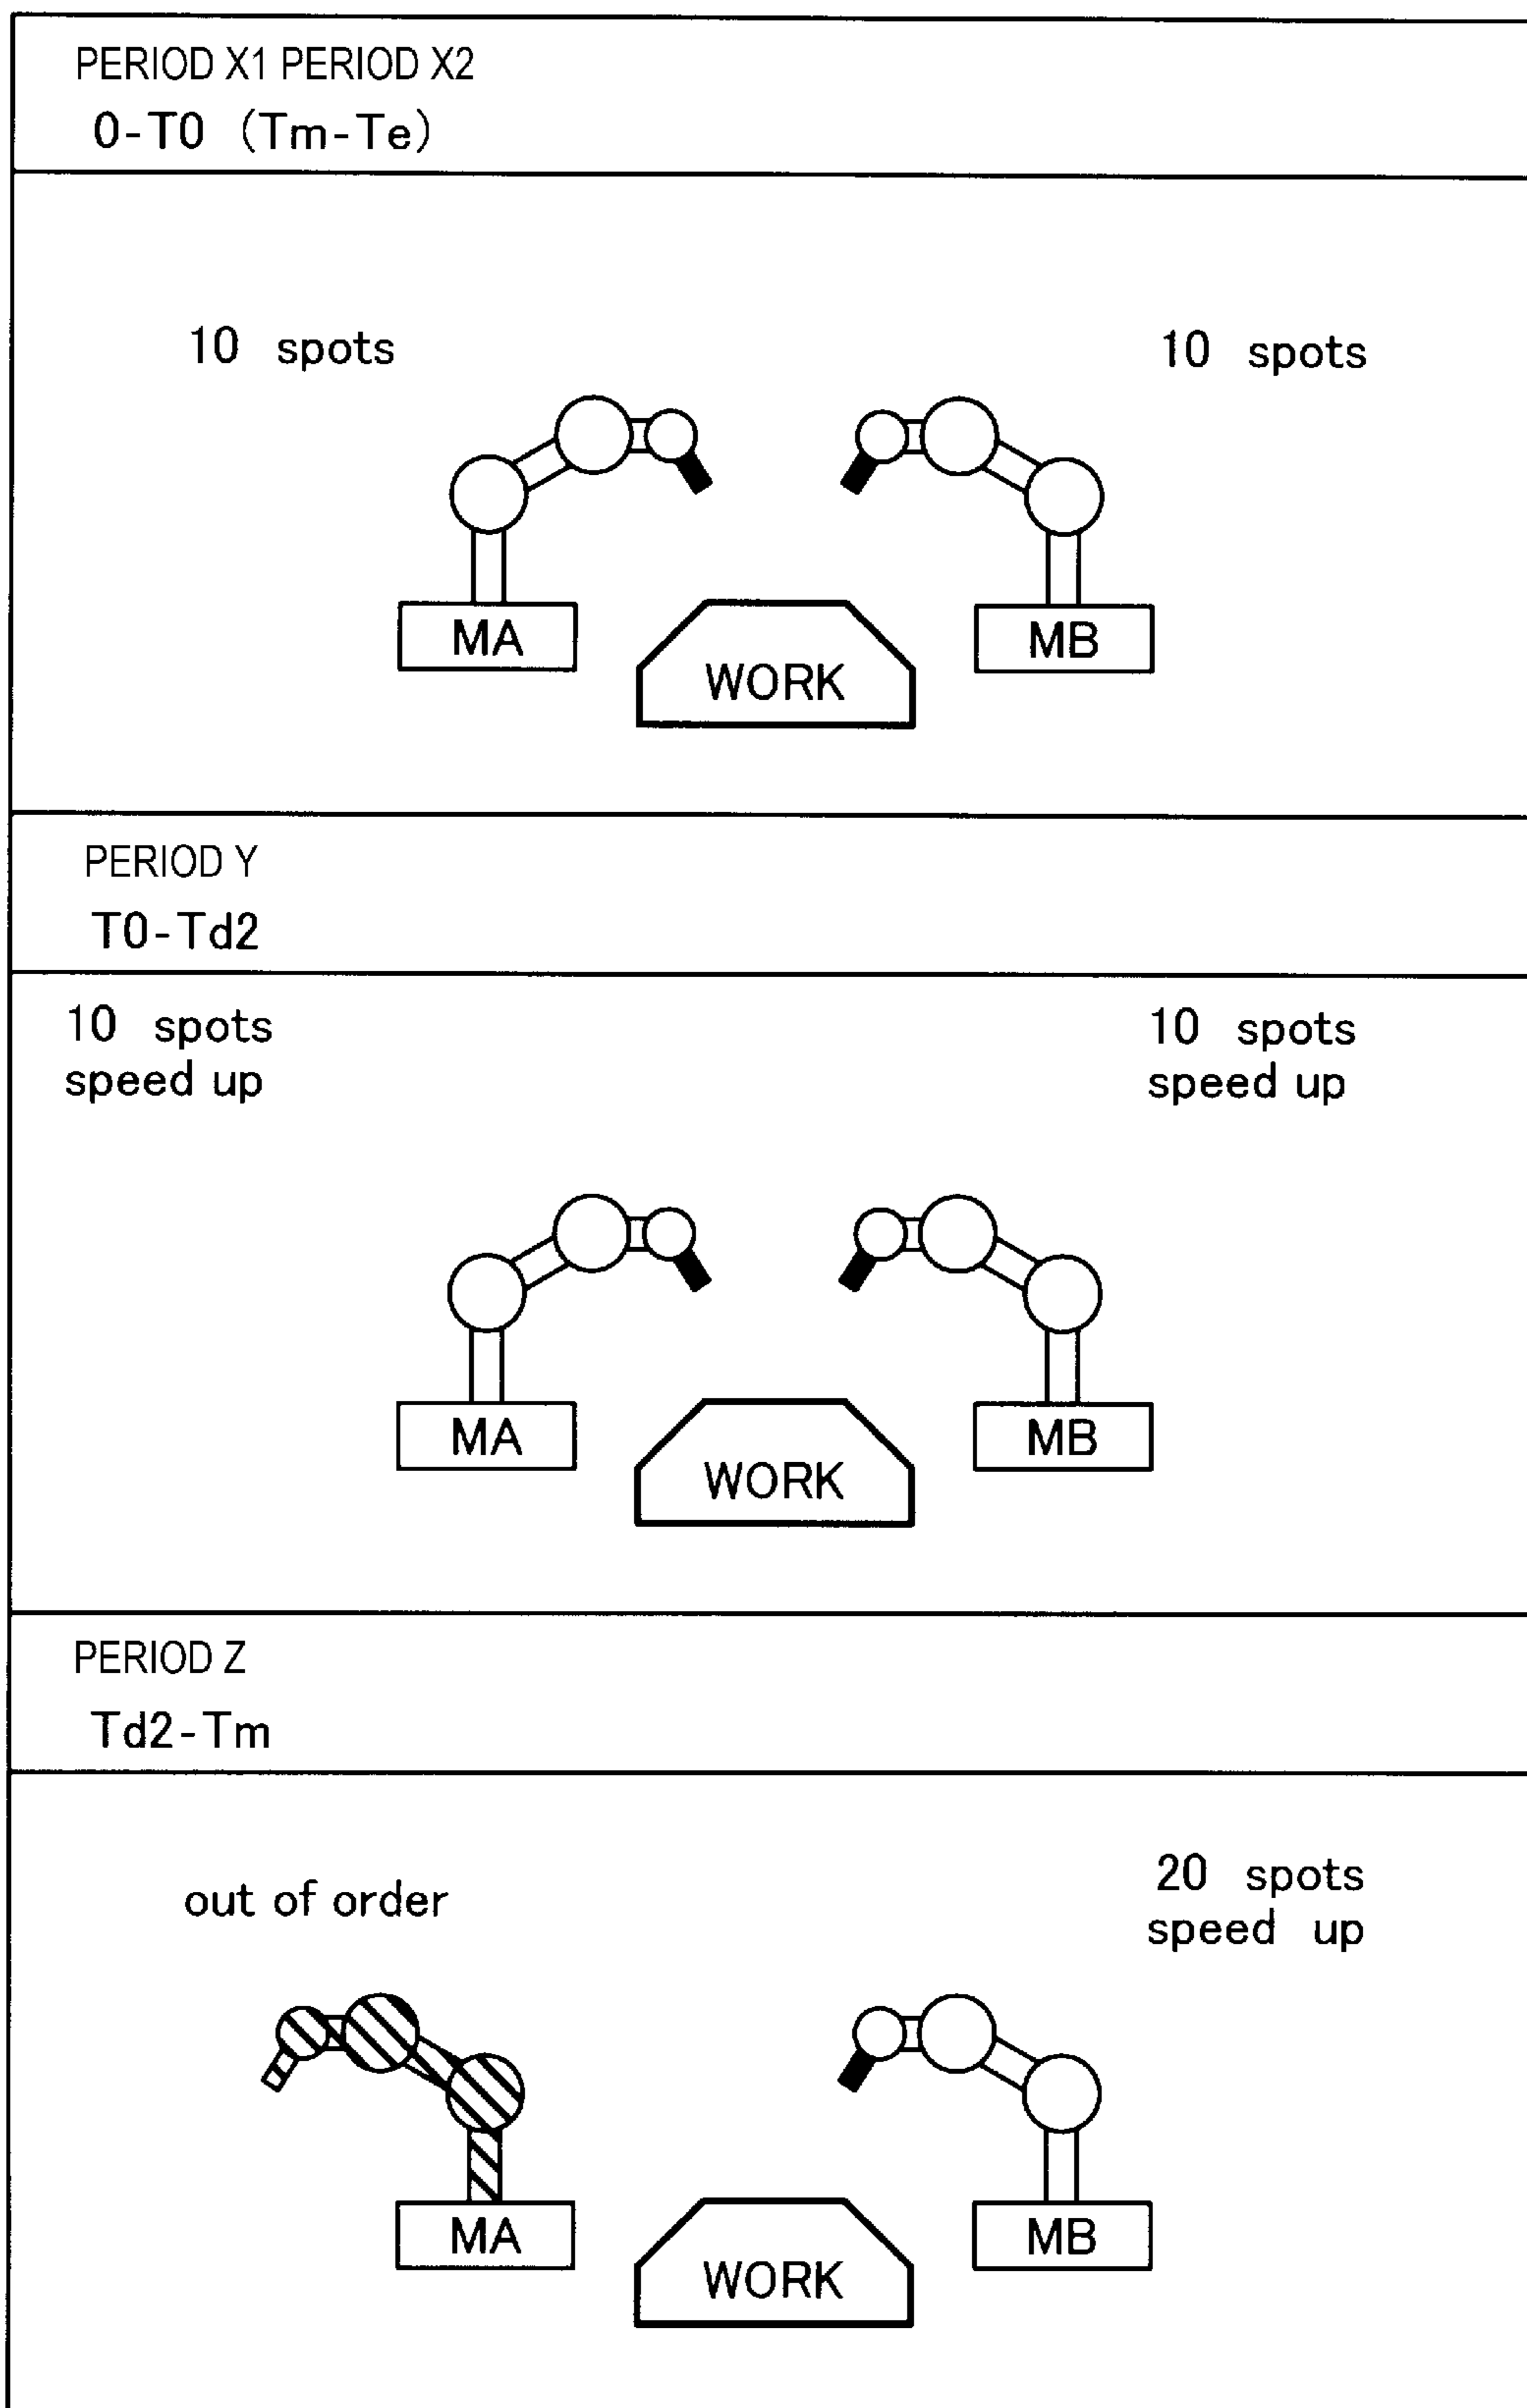 PERIOD X1 PERIOD X2
0-T0 (Tm-Te)
10 spots
10 spots
MA
WORK
MB
PERIOD Y
T0-Td2
10 spots
speed up
10 spots
speed up
MA
WORK
MB
PERIOD Z
Td2-Tm
out of order
20 spots
speed up
MA
WORK
MB